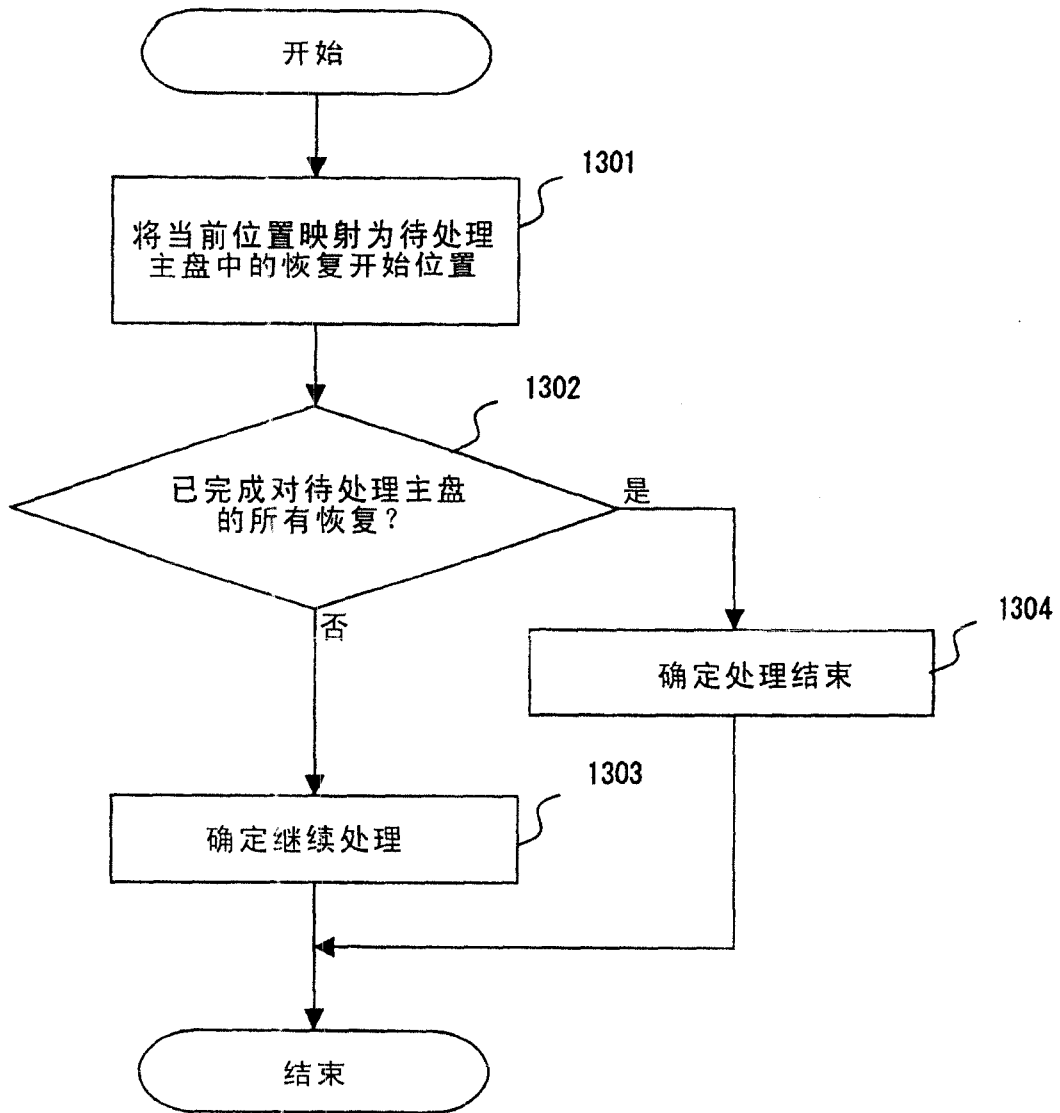 开始
1301
将当前位置映射为待处理
主盘中的恢复开始位置
1302
已完成对待处理主盘
的所有恢复?
是
否
1304
确定处理结束
1303
确定继续处理
结束